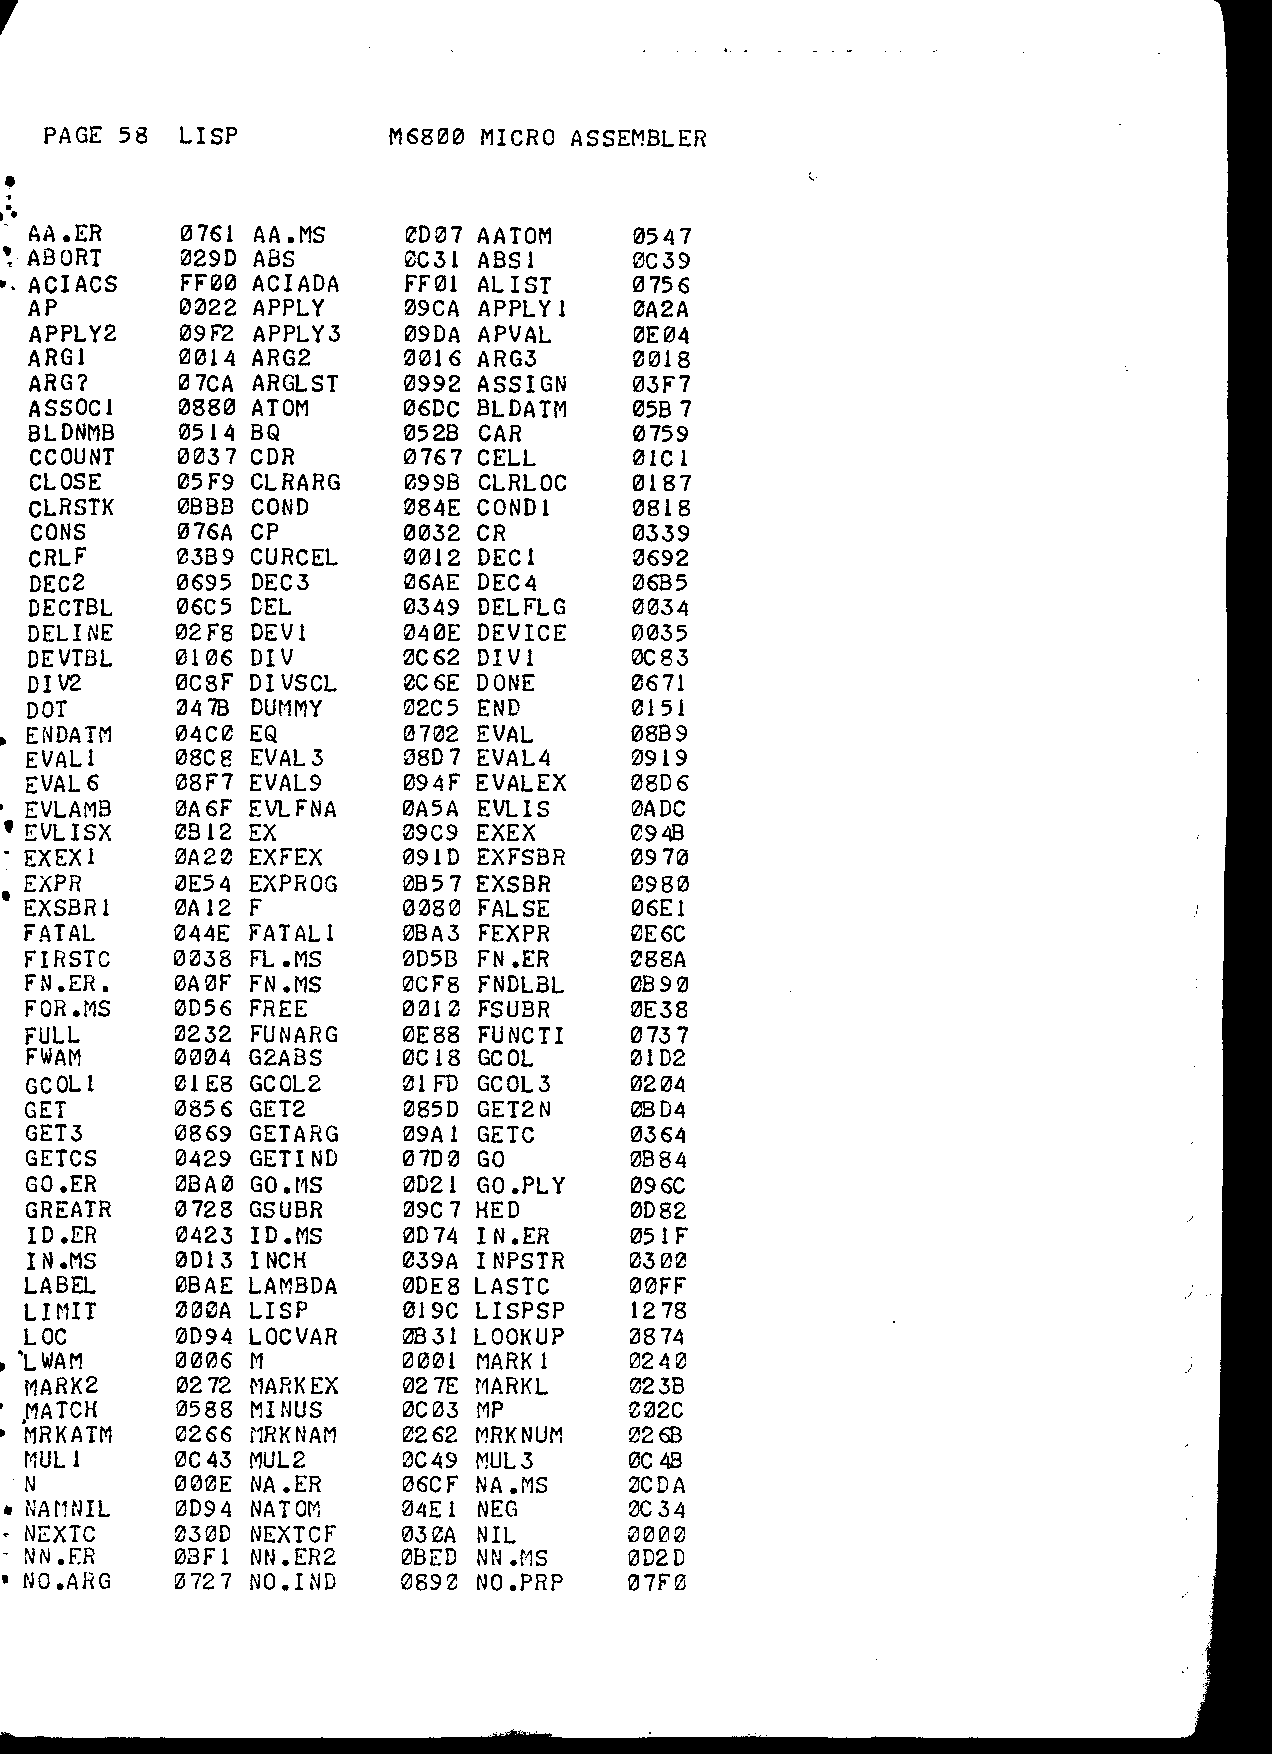 PAGE 58 LISP M6800 MICRO ASSEMBLER
AA.ER 0761 AA.MS 0D07 AATOM 0547
ABORT 029D ABS 0C31 ABS1 0C39
ACIACS FF00 ACIADA FF01 ALIST 0756
AP 0022 APPLY 09CA APPLY1 0A2A
APPLY2 09F2 APPLY3 09DA APVAL 0E04
ARG1 0014 ARG2 0016 ARG3 0018
ARG? 07CA ARGLST 0992 ASSIGN 03F7
ASSOC1 0880 ATOM 06DC BLDATM 05B7
BLDNMB 0514 BQ 052B CAR 0759
CCOUNT 0037 CDR 0767 CELL 01C1
CLOSE 05F9 CLRARG 099B CLRLOC 0187
CLRSTK 0BBB COND 084E COND1 0818
CONS 076A CP 0032 CR 0339
CRLF 03B9 CURCEL 0012 DEC1 0692
DEC2 0695 DEC3 06AE DEC4 06B5
DECTBL 06C5 DEL 0349 DELFLG 0034
DELINE 02F8 DEV1 040E DEVICE 0035
DEVTBL 0106 DIV 0C62 DIV1 0C83
DIV2 0C8F DIVSCL 0C6E DONE 0671
DOT 047B DUMMY 02C5 END 0151
ENDATM 04C0 EQ 0702 EVAL 08B9
EVAL1 08C8 EVAL3 08D7 EVAL4 0919
EVAL6 08F7 EVAL9 094F EVALEX 08D6
EVLAMB 0A6F EVLFNA 0A5A EVLIS 0ADC
EVLISX 0B12 EX 09C9 EXEX 094B
EXEX1 0A20 EXFEX 091D EXFSBR 0970
EXPR 0E54 EXPROG 0B57 EXSBR 0980
EXSBR1 0A12 F 0080 FALSE 06E1
FATAL 044E FATAL1 0BA3 FEXPR 0E6C
FIRSTC 0038 FL.MS 0D5B FN.ER 088A
FN.ER. 0A0F FN.MS 0CF8 FNDLBL 0B90
FOR.MS 0D56 FREE 0010 FSUBR 0E38
FULL 0232 FUNARG 0E88 FUNCTI 0737
FWAM 0004 G2ABS 0C18 GCOL 01D2
GCOL1 01E8 GCOL2 01FD GCOL3 0204
GET 0856 GET2 085D GET2N 0BD4
GET3 0869 GETARG 09A1 GETC 0364
GETCS 0429 GETIND 07D0 GO 0B84
GO.ER 0BA0 GO.MS 0D21 GO.PLY 096C
GREATR 0728 GSUBR 09C7 HED 0D82
ID.ER 0423 ID.MS 0D74 IN.ER 051F
IN.MS 0D13 INCH 039A INPSTR 0300
LABEL 0BAE LAMBDA 0DE8 LASTC 00FF
LIMIT 000A LISP 019C LISPSP 1278
LOC 0D94 LOCVAR 0B31 LOOKUP 0874
LWAM 0006 M 0001 MARK1 0240
MARK2 0272 MARKEX 027E MARKL 023B
MATCH 0588 MINUS 0C03 MP 002C
MRKATM 0266 MRKNAM 0262 MRKNUM 026B
MUL1 0C43 MUL2 0C49 MUL3 0C4B
N 000E NA.ER 06CF NA.MS 0CDA
NAMNIL 0D94 NATOM 04E1 NEG 0C34
NEXTC 030D NEXTCF 030A NIL 0000
NN.ER 0BF1 NN.ER2 0BED NN.MS 0D2D
NO.ARG 0727 NO.IND 0890 NO.PRP 07F0